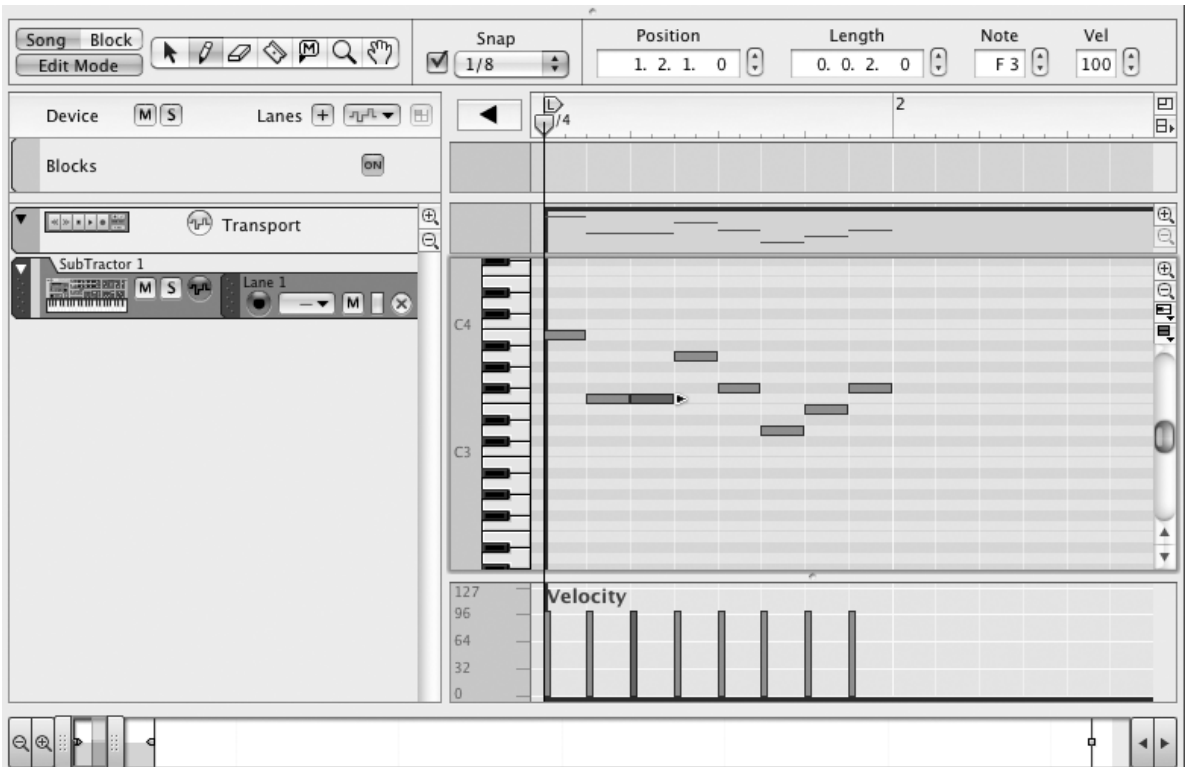 Song Block
Edit Mode
M
Snap
1/8
Position
1. 2. 1. 0
Length
0. 0. 2. 0
Note
F 3
Vel
100
Device
M S
Lanes +
L
/4
2
Blocks
ON
Transport
SubTractor 1
M S
Lane 1
M
C4
C3
127
96
64
32
0
Velocity